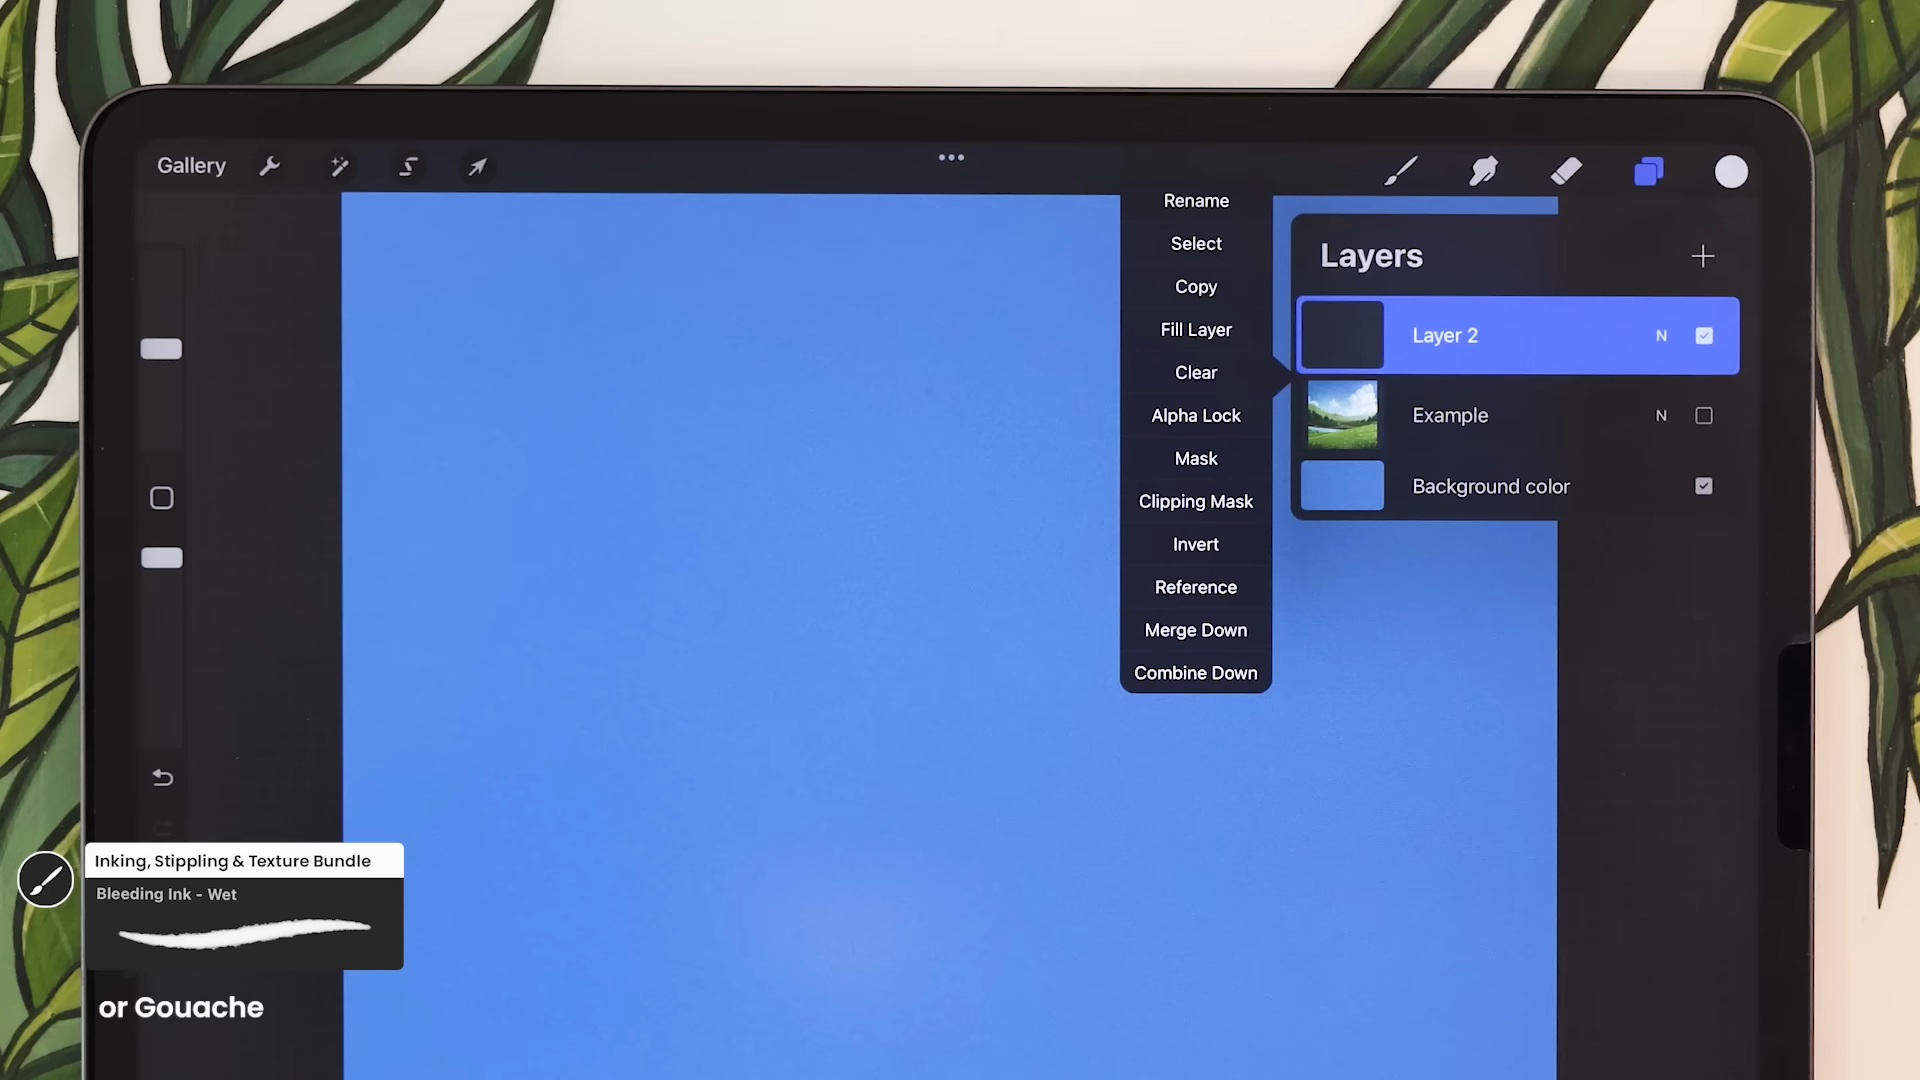 Gallery
Rename
Select
Copy
Fill Layer
Clear
Alpha Lock
Mask
Clipping Mask
Invert
Reference
Merge Down
Combine Down
Layers
Layer 2 N
Example N
Background color
Inking, Stippling & Texture Bundle
Bleeding Ink - Wet
or Gouache